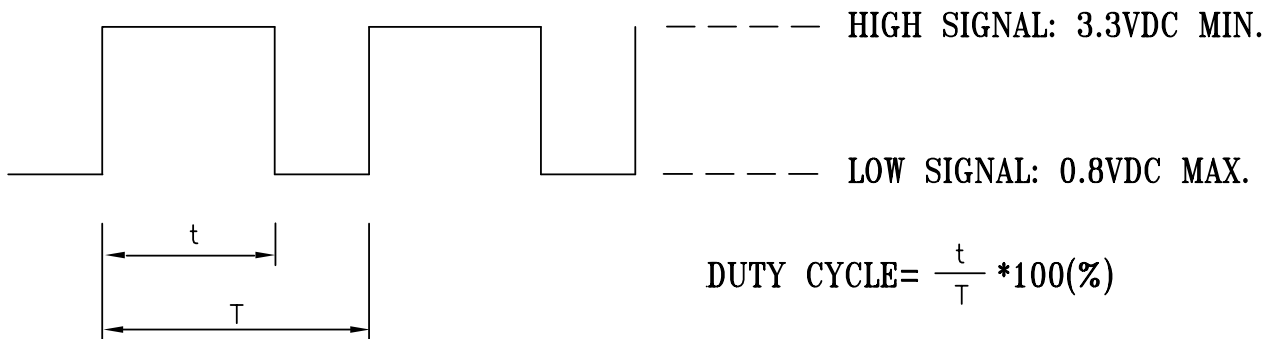 HIGH SIGNAL: 3.3VDC MIN.
LOW SIGNAL: 0.8VDC MAX.
t
T
DUTY CYCLE= t/T *100(%)